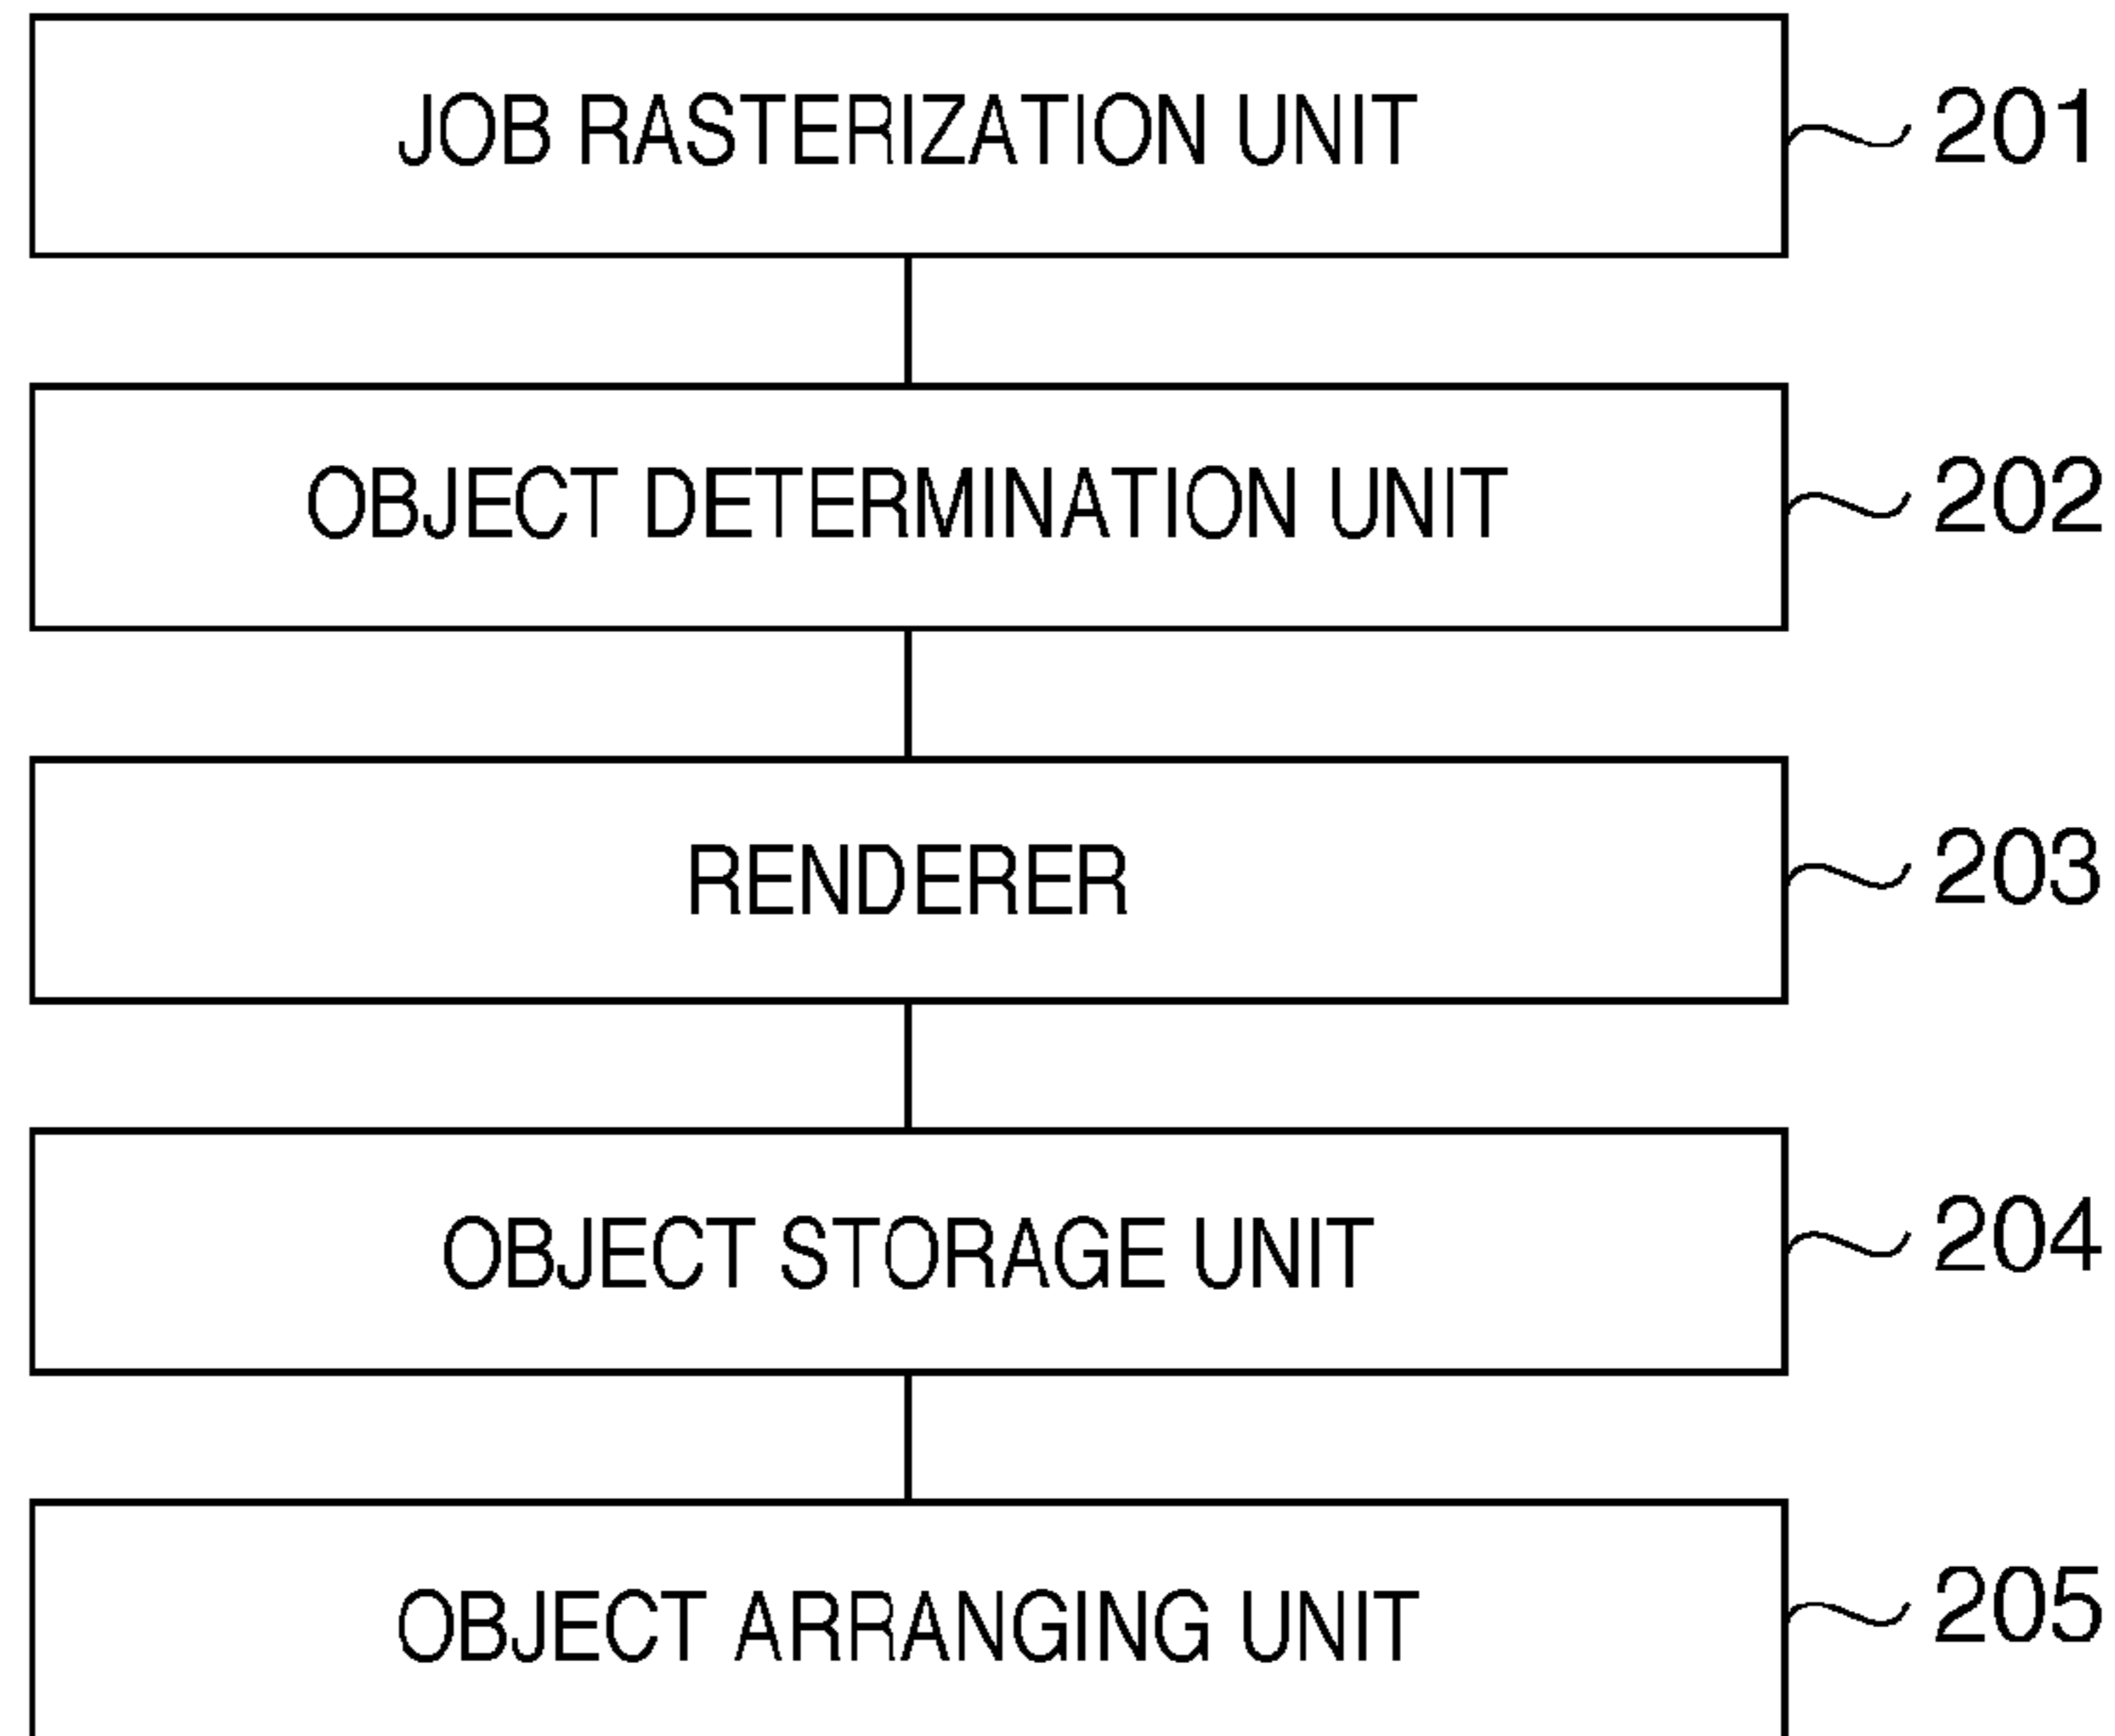 JOB RASTERIZATION UNIT 201
OBJECT DETERMINATION UNIT 202
RENDERER 203
OBJECT STORAGE UNIT 204
OBJECT ARRANGING UNIT 205